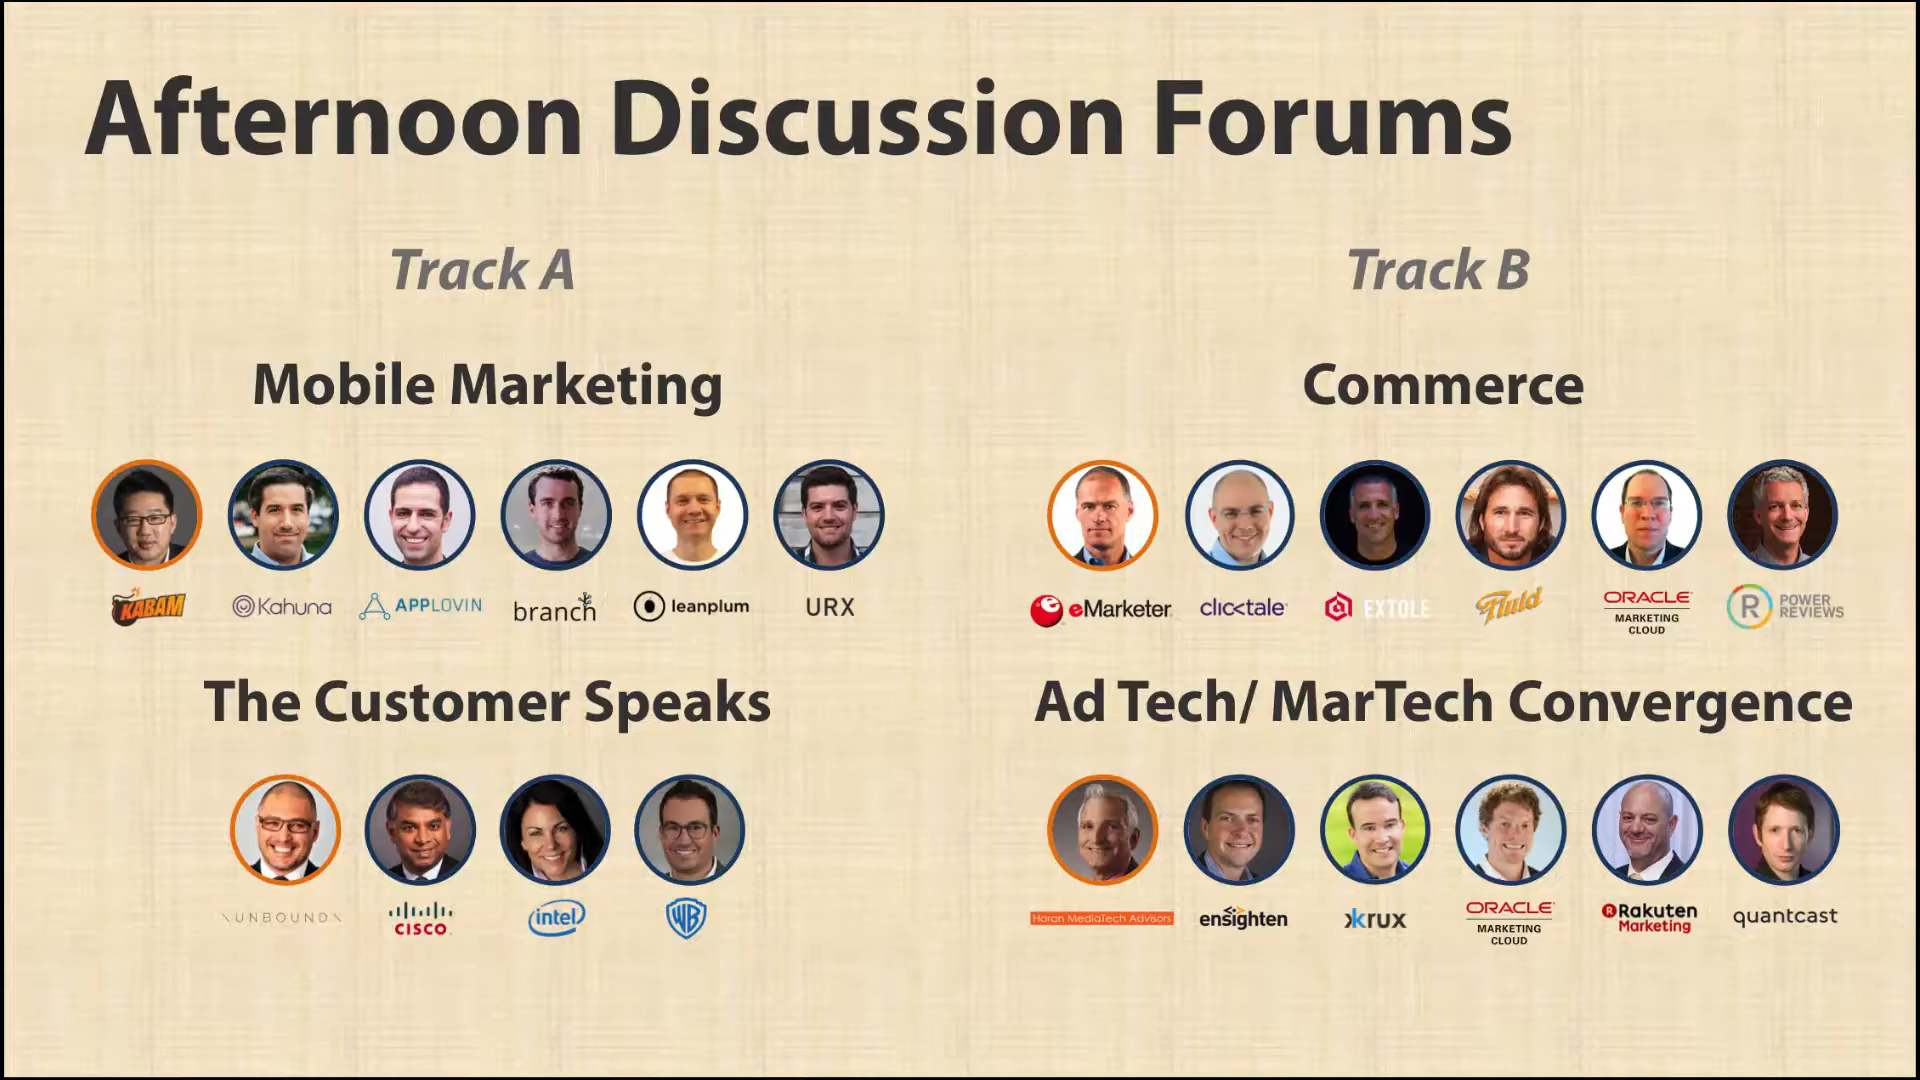 Afternoon Discussion Forums
Track A
Mobile Marketing
KABAM
Kahuna
APPLOVIN
branch
leanplum
URX
The Customer Speaks
\UNBOUND\
CISCO
intel
WB
Track B
Commerce
eMarketer
clicktale
EXTOLE
Fluid
ORACLE
MARKETING
CLOUD
R POWER
REVIEWS
Ad Tech/ MarTech Convergence
Horan MediaTech Advisors
ensighten
krux
ORACLE
MARKETING
CLOUD
R Rakuten
Marketing
quantcast